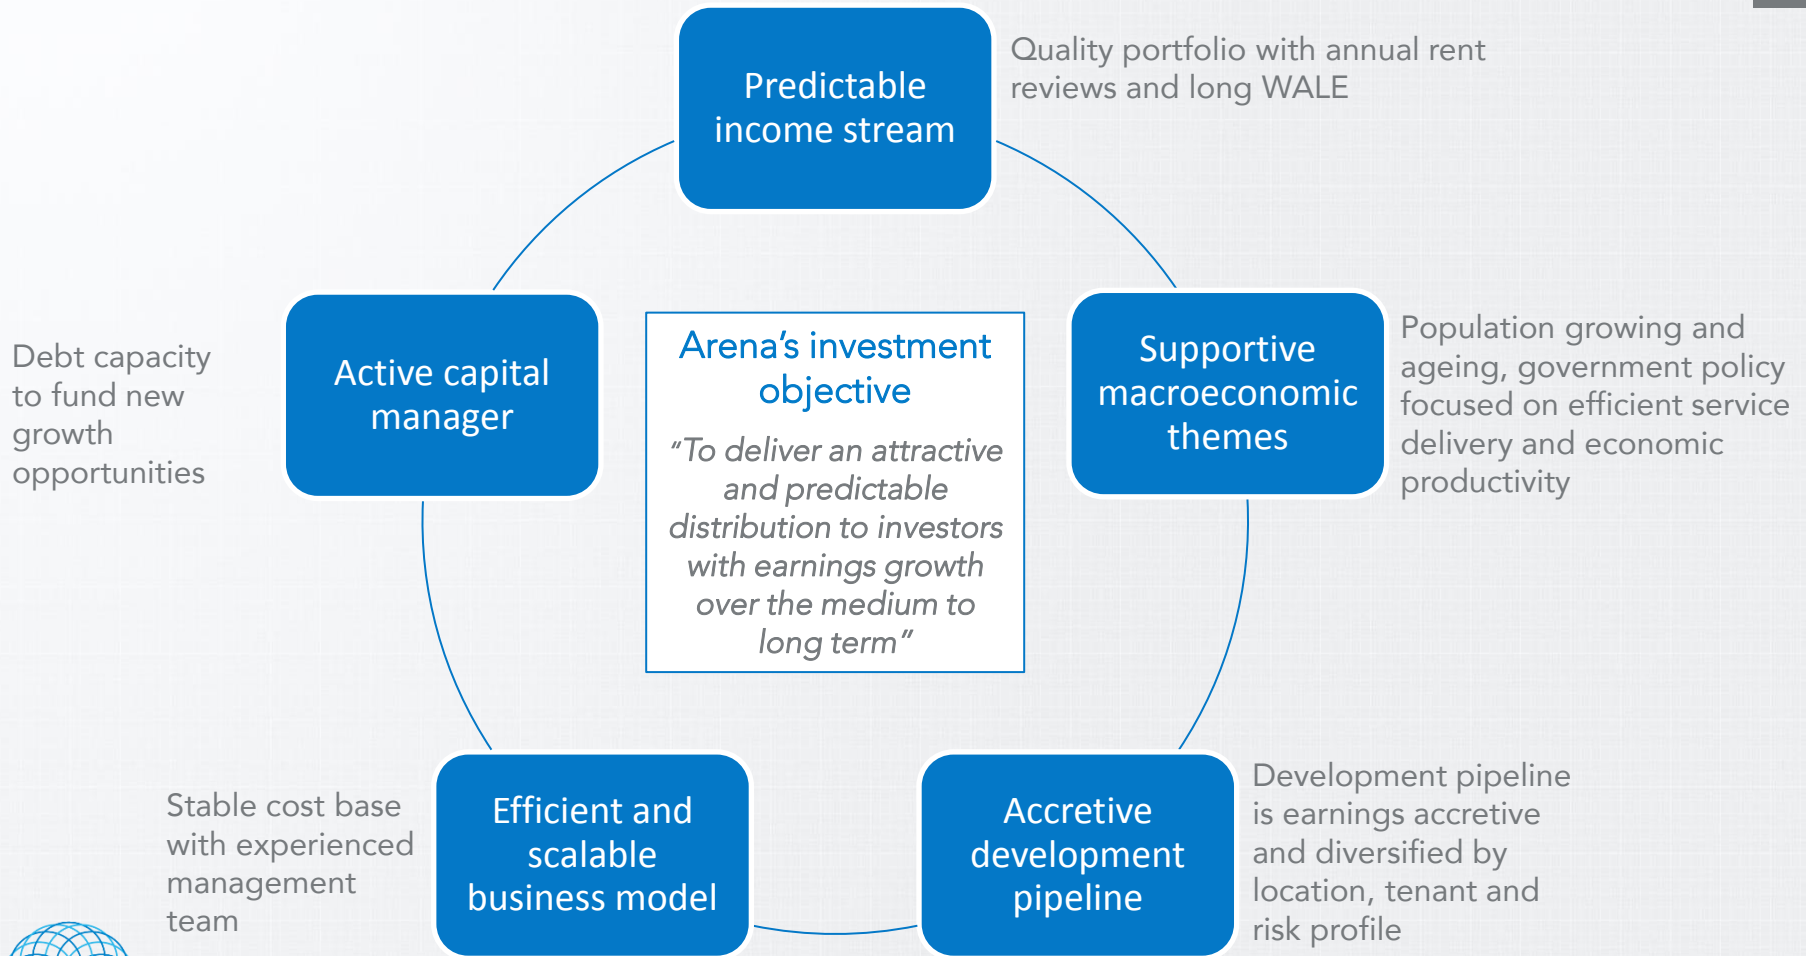 Predictable
income stream
Quality portfolio with annual rent
reviews and long WALE
Supportive
macroeconomic
themes
Population growing and
ageing, government policy
focused on efficient service
delivery and economic
productivity
Accretive
development
pipeline
Development pipeline
is earnings accretive
and diversified by
location, tenant and
risk profile
Efficient and
scalable
business model
Stable cost base
with experienced
management
team
Active capital
manager
Debt capacity
to fund new
growth
opportunities
Arena’s investment
objective
“To deliver an attractive
and predictable
distribution to investors
with earnings growth
over the medium to
long term”